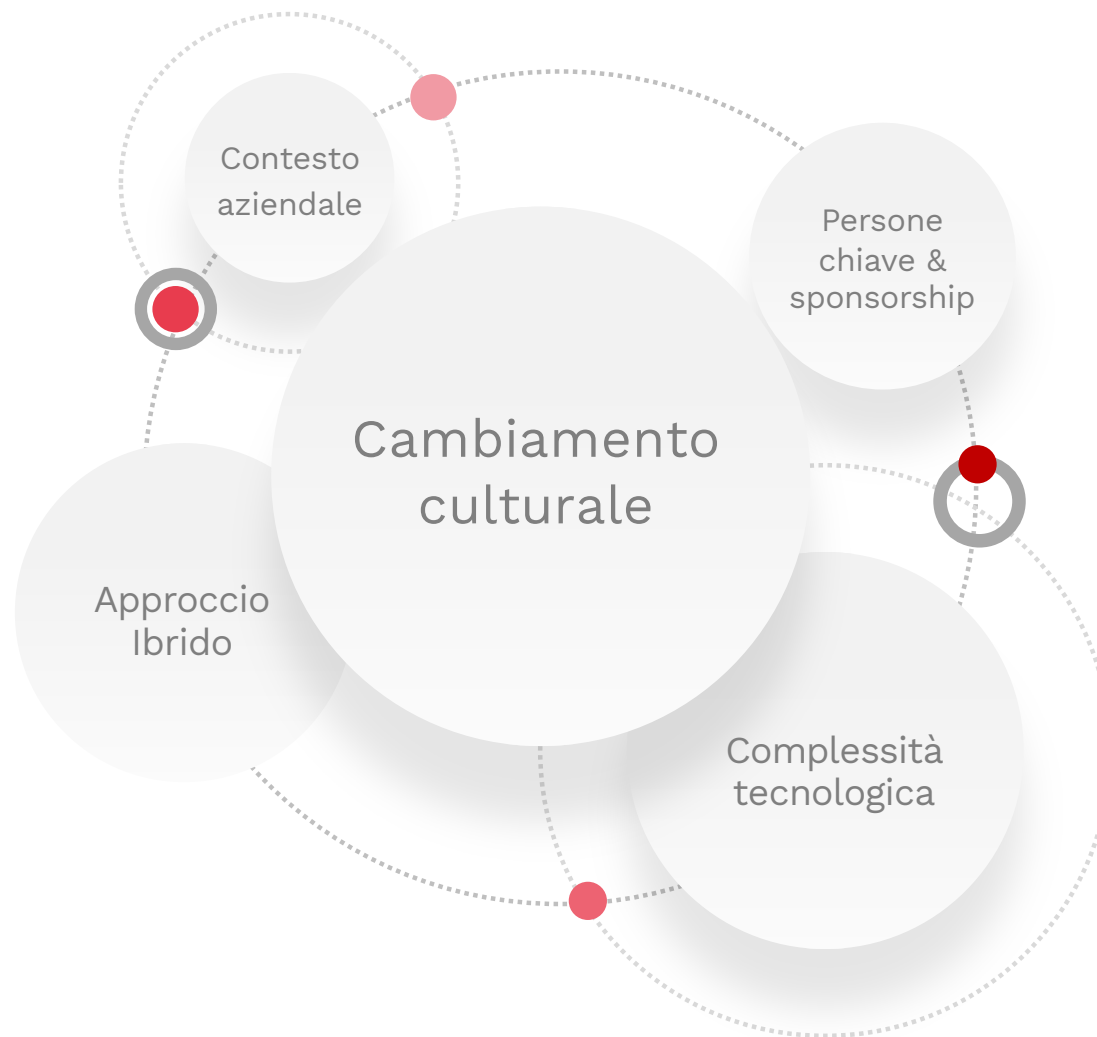 Contesto
aziendale
Persone
chiave &
sponsorship
Cambiamento
culturale
Approccio
Ibrido
Complessità
tecnologica